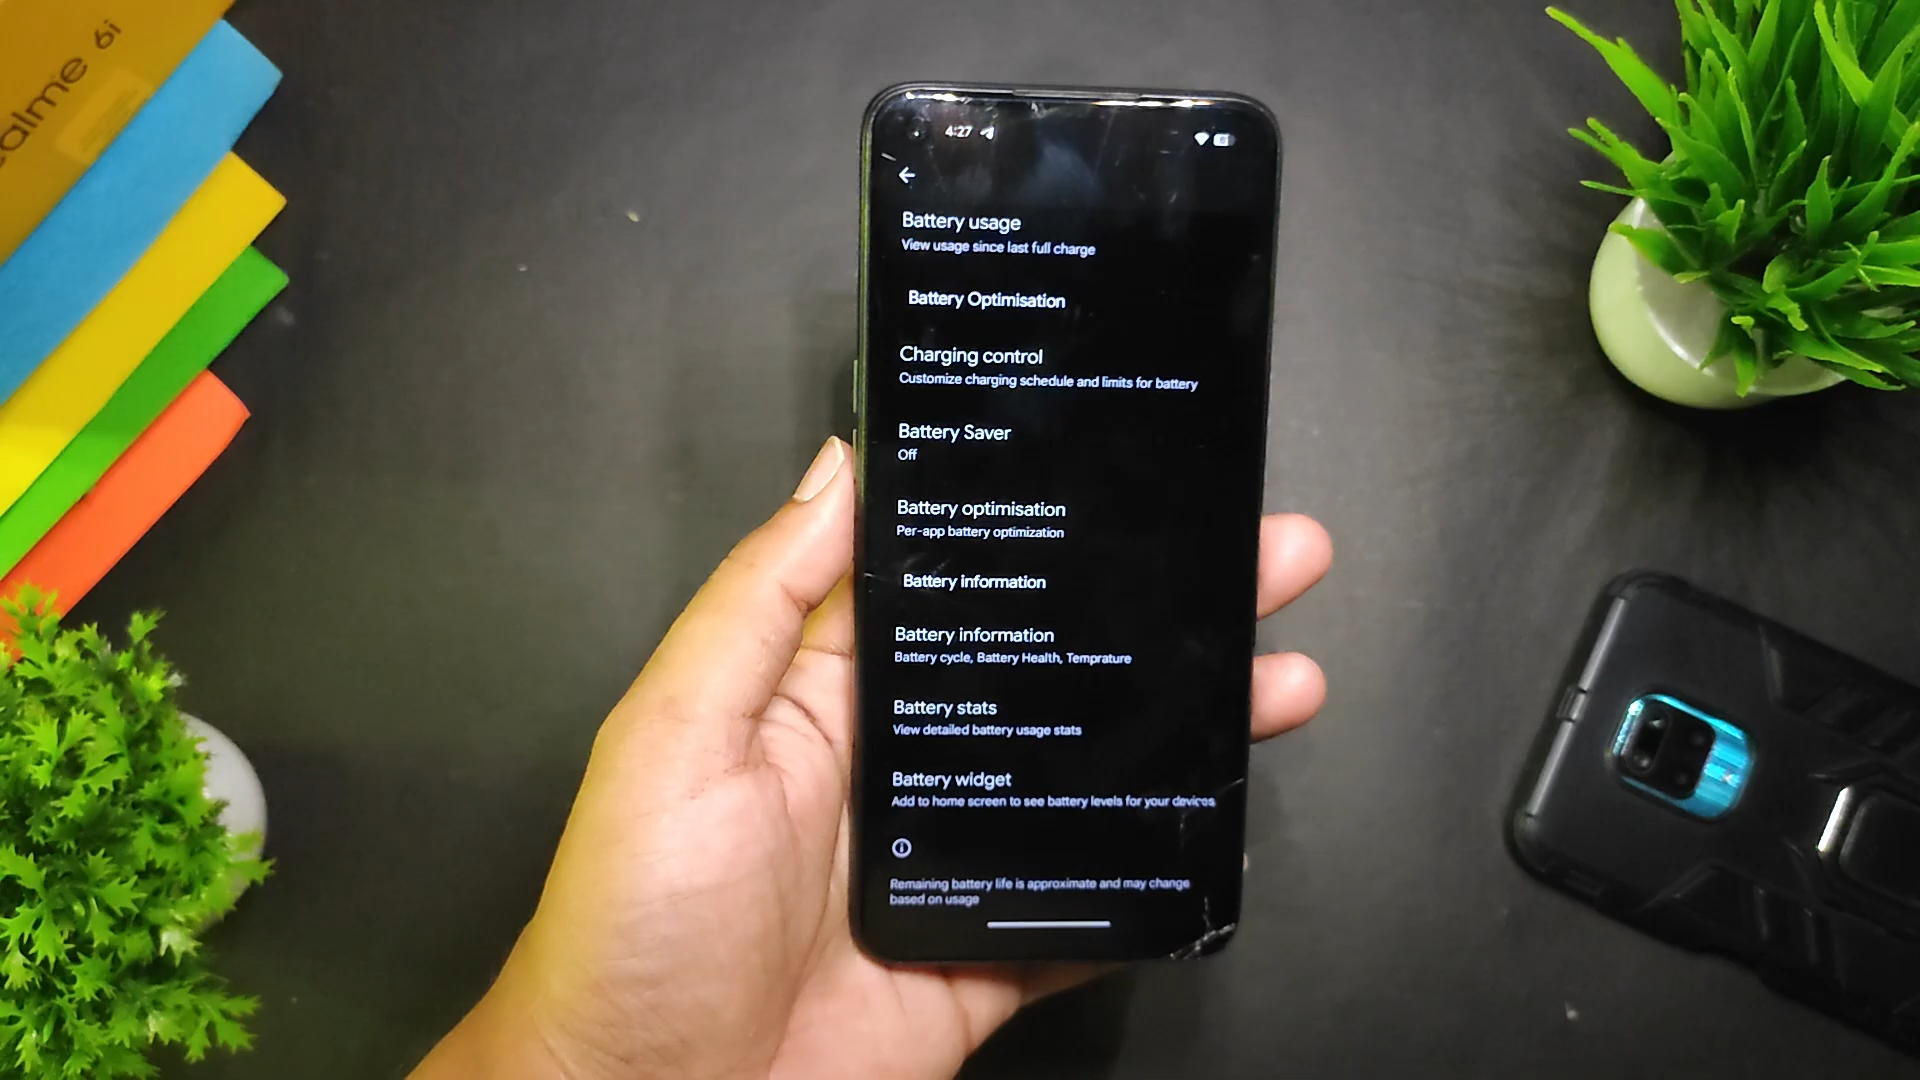 realme 6i
4:27
Battery usage
View usage since last full charge
Battery Optimisation
Charging control
Customize charging schedule and limits for battery
Battery Saver
Off
Battery optimisation
Per-app battery optimization
Battery information
Battery information
Battery cycle, Battery Health, Temprature
Battery stats
View detailed battery usage stats
Battery widget
Add to home screen to see battery levels for your devices
Remaining battery life is approximate and may change
based on usage